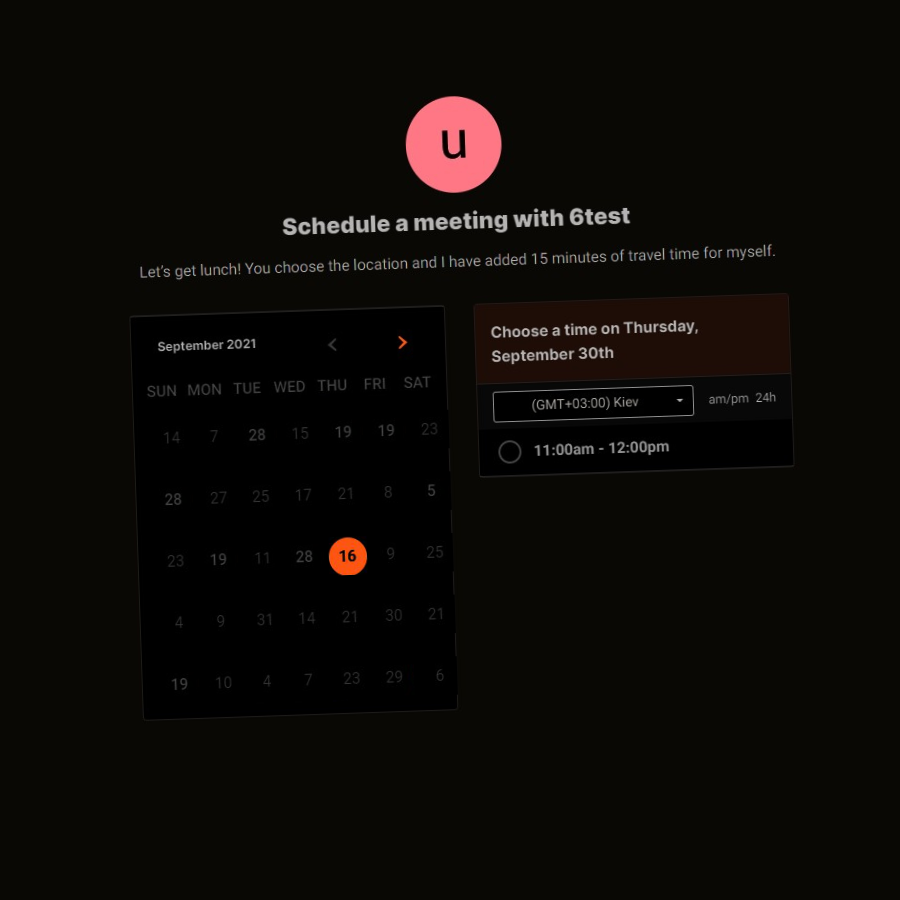 u
Schedule a meeting with 6test
Let's get lunch! You choose the location and I have added 15 minutes of travel time for myself.
September 2021
SUN MON TUE WED THU FRI SAT
14 7 28 15 19 19 23
28 27 25 17 21 8 5
23 19 11 28 16 9 25
4 9 31 14 21 30 21
19 10 4 7 23 29 6
Choose a time on Thursday,
September 30th
(GMT+03:00) Kiev am/pm 24h
11:00am - 12:00pm